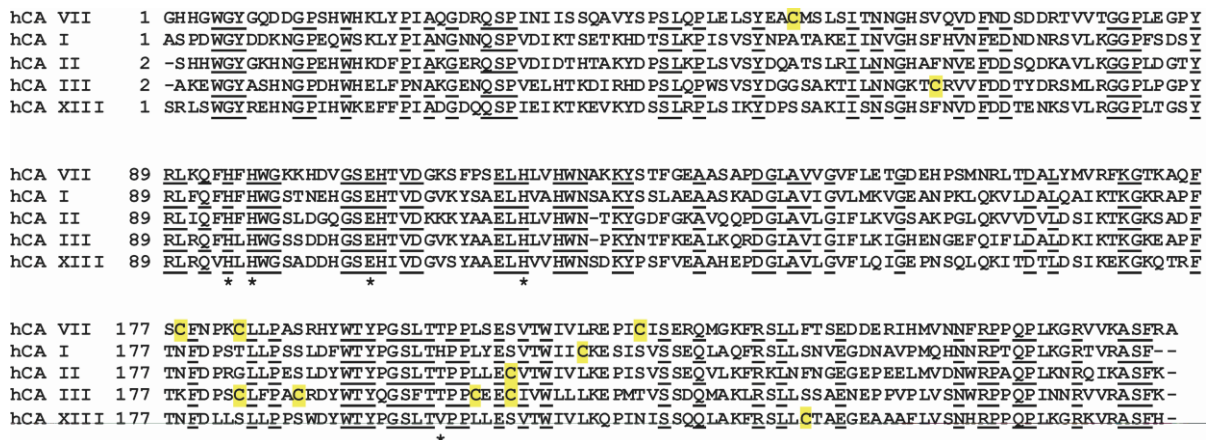 hCA VII 1 GHHGWGYGQDDGPSHWHKLYPIAQGDRQSPINIISSQAVYSPSLQPLELSYEACMSLSITNNGHSVQVDFNDSDDRTVVTGGPLEGPY
hCA I 1 ASPDWGYDDKNGPEQWSKLYPIANGNNQSPVDIKTSETKHDTSLKPISVSYNPATAKEIINVGHSFHVNFEDNDNRSVLKGGPFSDSY
hCA II 2 -SHHWGYGKHNGPEHWHKDFPIAKGERQSPVDIDTHTAKYDPSLKPLSVSYDQATSLRILNNGHAFNVEFDDSQDKAVLKGGPLDGTY
hCA III 2 -AKEWGYASHNGPDHWHELFPNAKGENQSPVELHTKDIRHDPSLQPWSVSYDGGSAKTILNNGKTCRVVFDDTYDRSMLRGGPLPGPY
hCA XIII 1 SRLSWGYREHNGPIHWKEFFPIADGDQQSPIEIKTKEVKYDSSLRPLSIKYDPSSAKIISNSGHSFNVDFDDTENKSVLRGGPLTGSY
hCA VII 89 RLKQFHFHWGKKHDVGSEHTVDGKSFPSELHLVHWNAKKYSTFGEAASAPDGLAVVGVFLETGDEHPSMNRLTDALYMVRFKGTKAQF
hCA I 89 RLFQFHFHWGSTNEHGSEHTVDGVKYSAELHVAHWNSAKYSSLAEAASKADGLAVIGVLMKVGEANPKLQKVLDALQAIKTKGKRAPF
hCA II 89 RLIQFHFHWGSLDGQGSEHTVDKKKYAAELHLVHWN-TKYGDFGKAVQQPDGLAVLGIFLKVGSAKPGLQKVVDVLDSIKTKGKSADF
hCA III 89 RLRQFHLHWGSSDDHGSEHTVDGVKYAAELHLVHWN-PKYNTFKEALKQRDGIAVIGIFLKIGHENGEFQIFLDALDKIKTKGKEAPF
hCA XIII 89 RLRQVHLHWGSADDHGSEHIVDGVSYAAELHVVHWNSDKYPSFVEAAHEPDGLAVLGVFLQIGEPNSQLQKITDTLDSIKEKGKQTRF
* * * *
hCA VII 177 SCFNPKCLLPASRHYWTYPGSLTTPPLSESVTWIVLREPICISERQMGKFRSLLFTSEDDERIHMVNNFRPPQPLKGRVVKASFRA
hCA I 177 TNFDPSTLLPSSLDFWTYPGSLTHPPLYESVTWIICKESISVSSEQLAQFRSLLSNVEGDNAVPMQHNNRPTQPLKGRTVRASF--
hCA II 177 TNFDPRGLLPESLDYWTYPGSLTTPPLLECVTWIVLKEPISVSSEQVLKFRKLNFNGEGEPEELMVDNWRPAQPLKNRQIKASFK-
hCA III 177 TKFDPSCLFPACRDYWTYQGSFTTPPCEECIVWLLLKEPMTVSSDQMAKLRSLLSSAENEPPVPLVSNWRPPQPINNRVVRASFK-
hCA XIII 177 TNFDLLSLLPPSWDYWTYPGSLTVPPLLESVTWIVLKQPINISSQQLAKFRSLLCTAEGEAAAFLVSNHRPPQPLKGRKVRASFH-
*